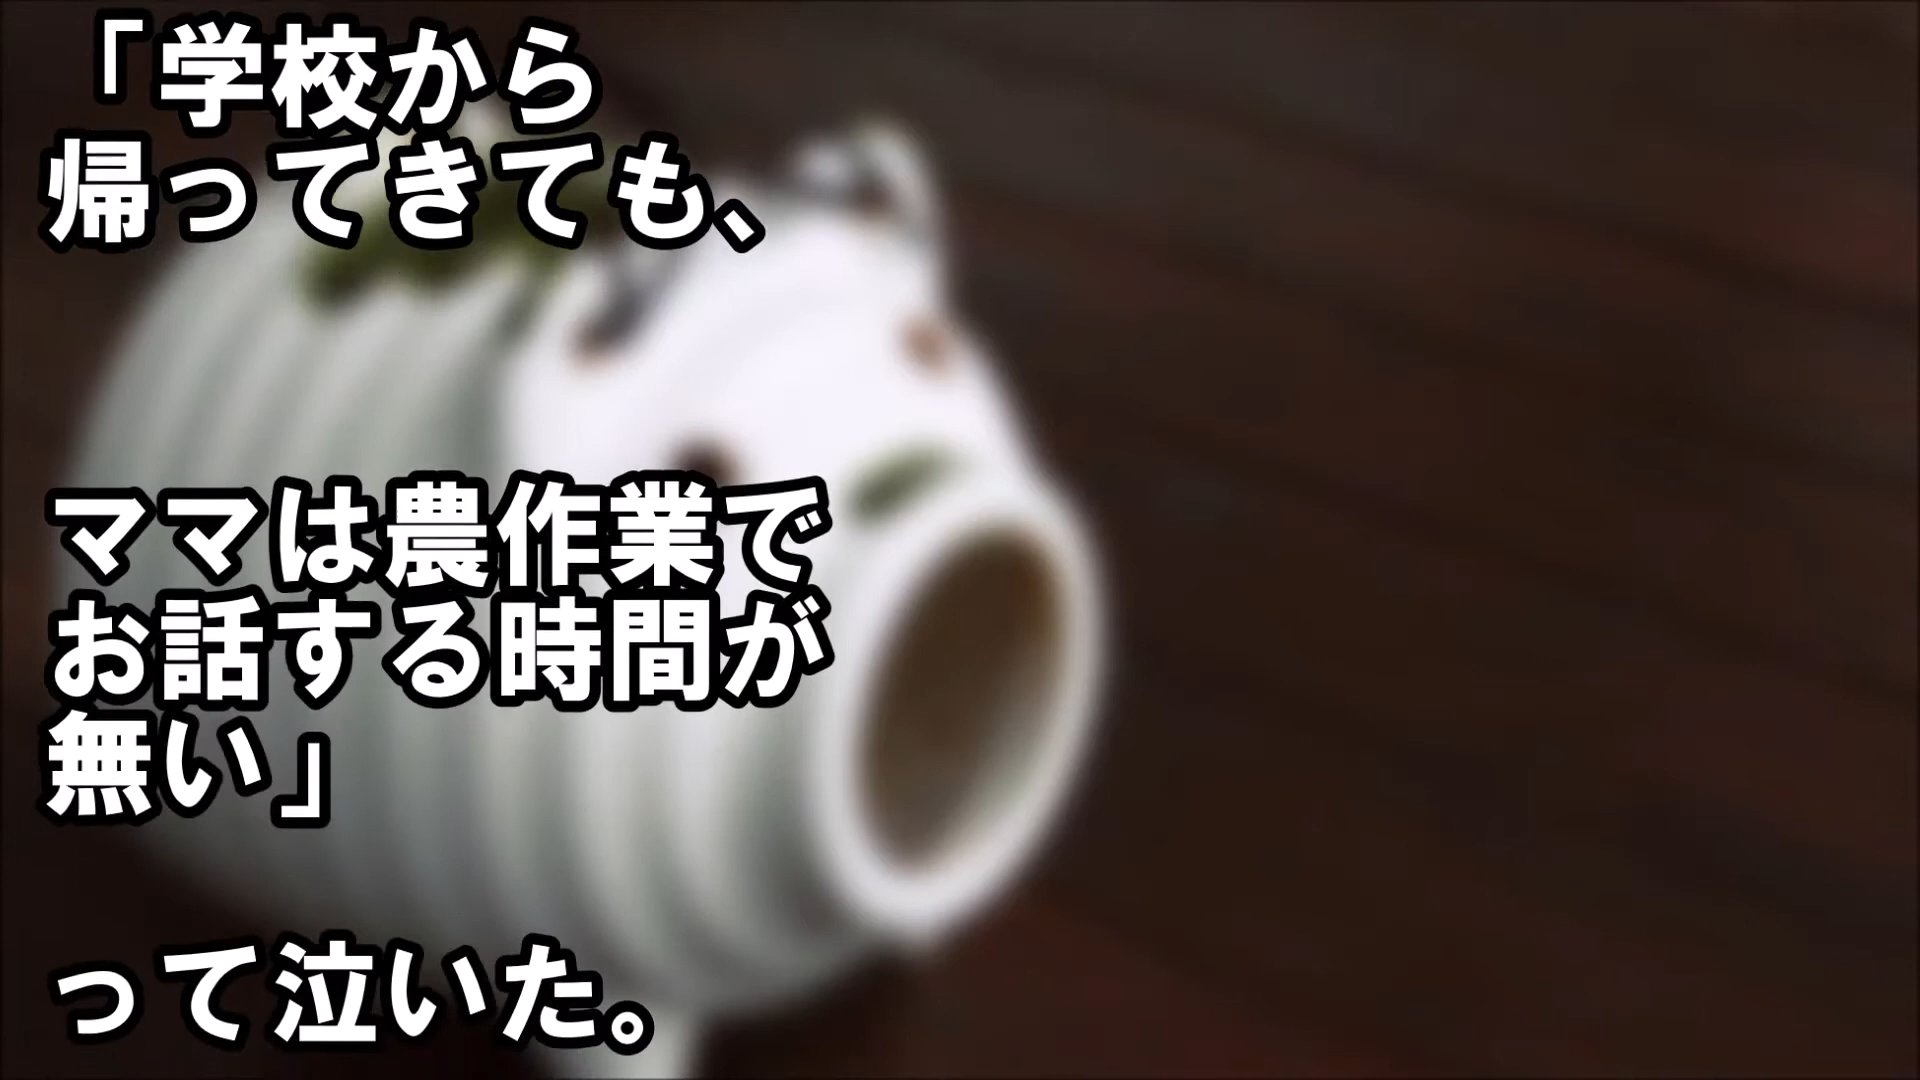 「学校から
帰ってきても、
ママは農作業で
お話する時間が
無い」
って泣いた。